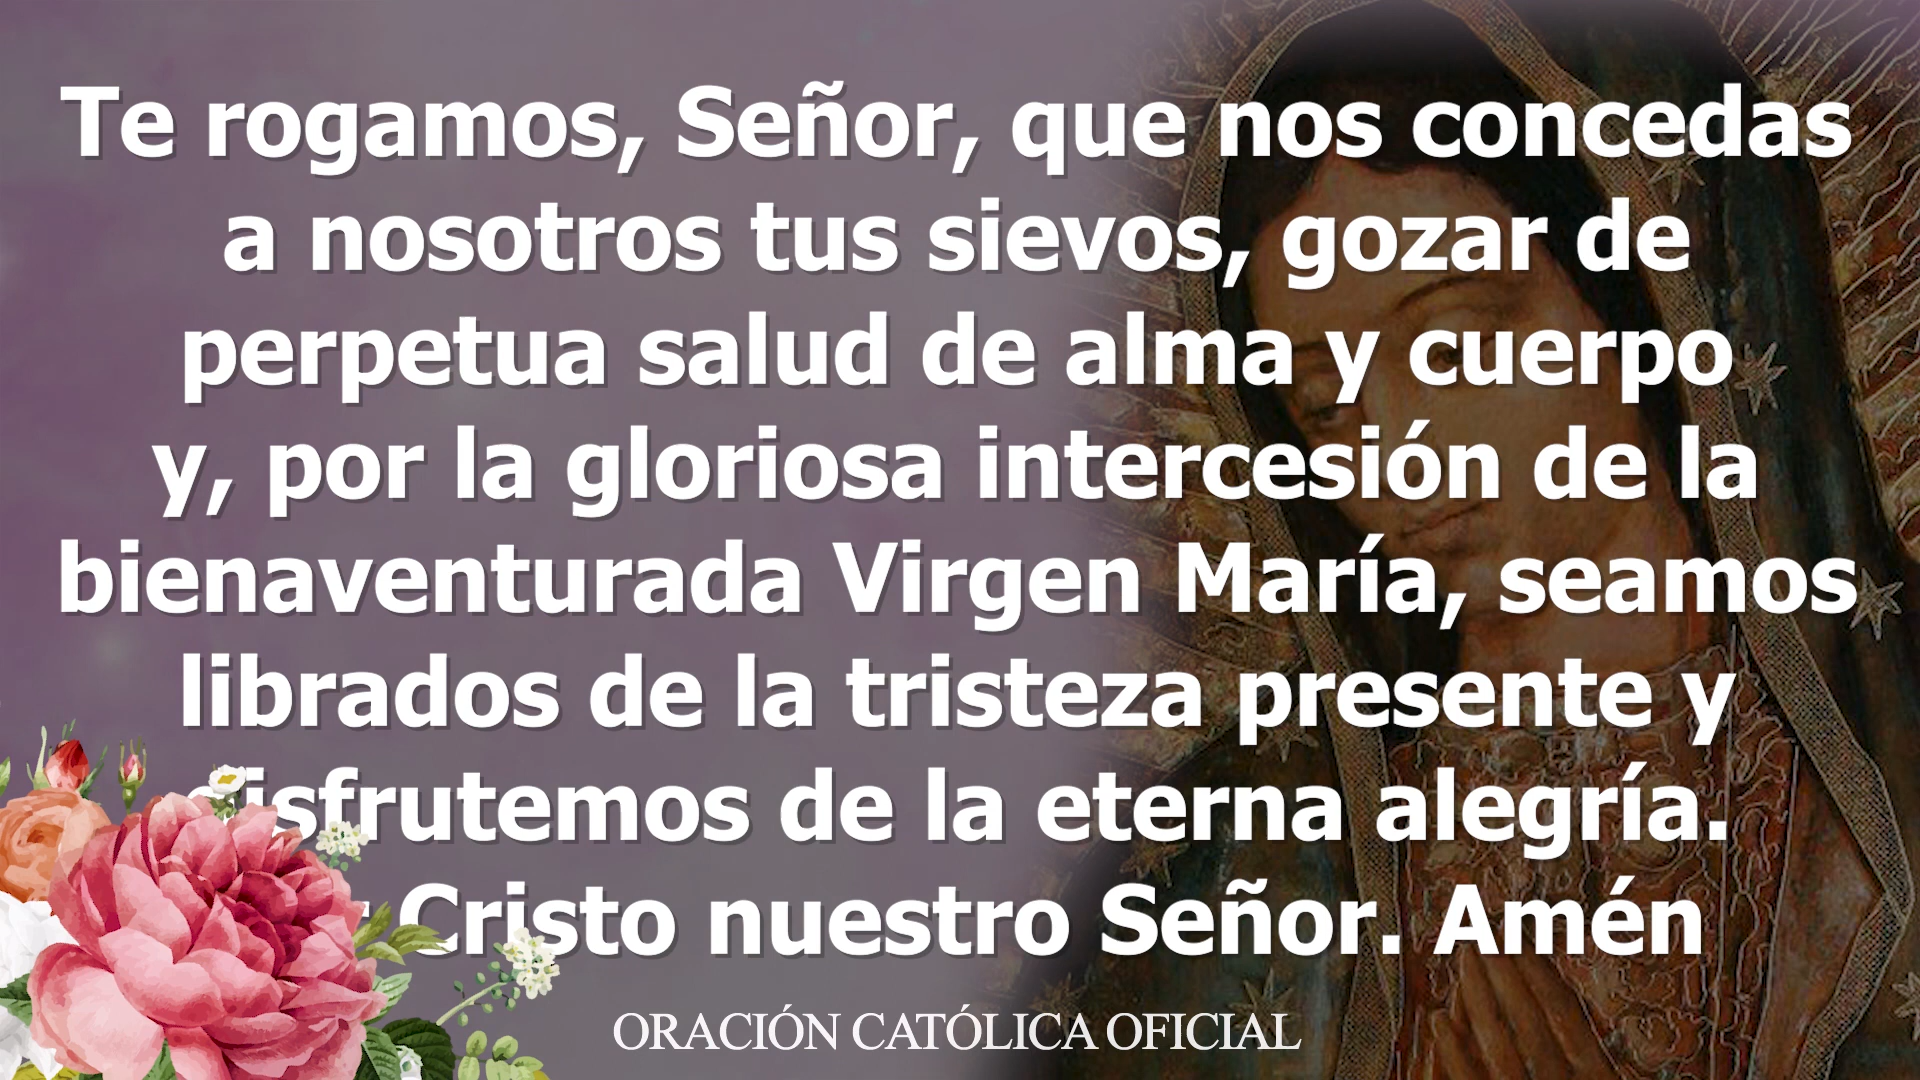 Te rogamos, Señor, que nos concedas
a nosotros tus sievos, gozar de
perpetua salud de alma y cuerpo
y, por la gloriosa intercesión de la
bienaventurada Virgen María, seamos
librados de la tristeza presente y
disfrutemos de la eterna alegría.
Cristo nuestro Señor. Amén
ORACIÓN CATÓLICA OFICIAL